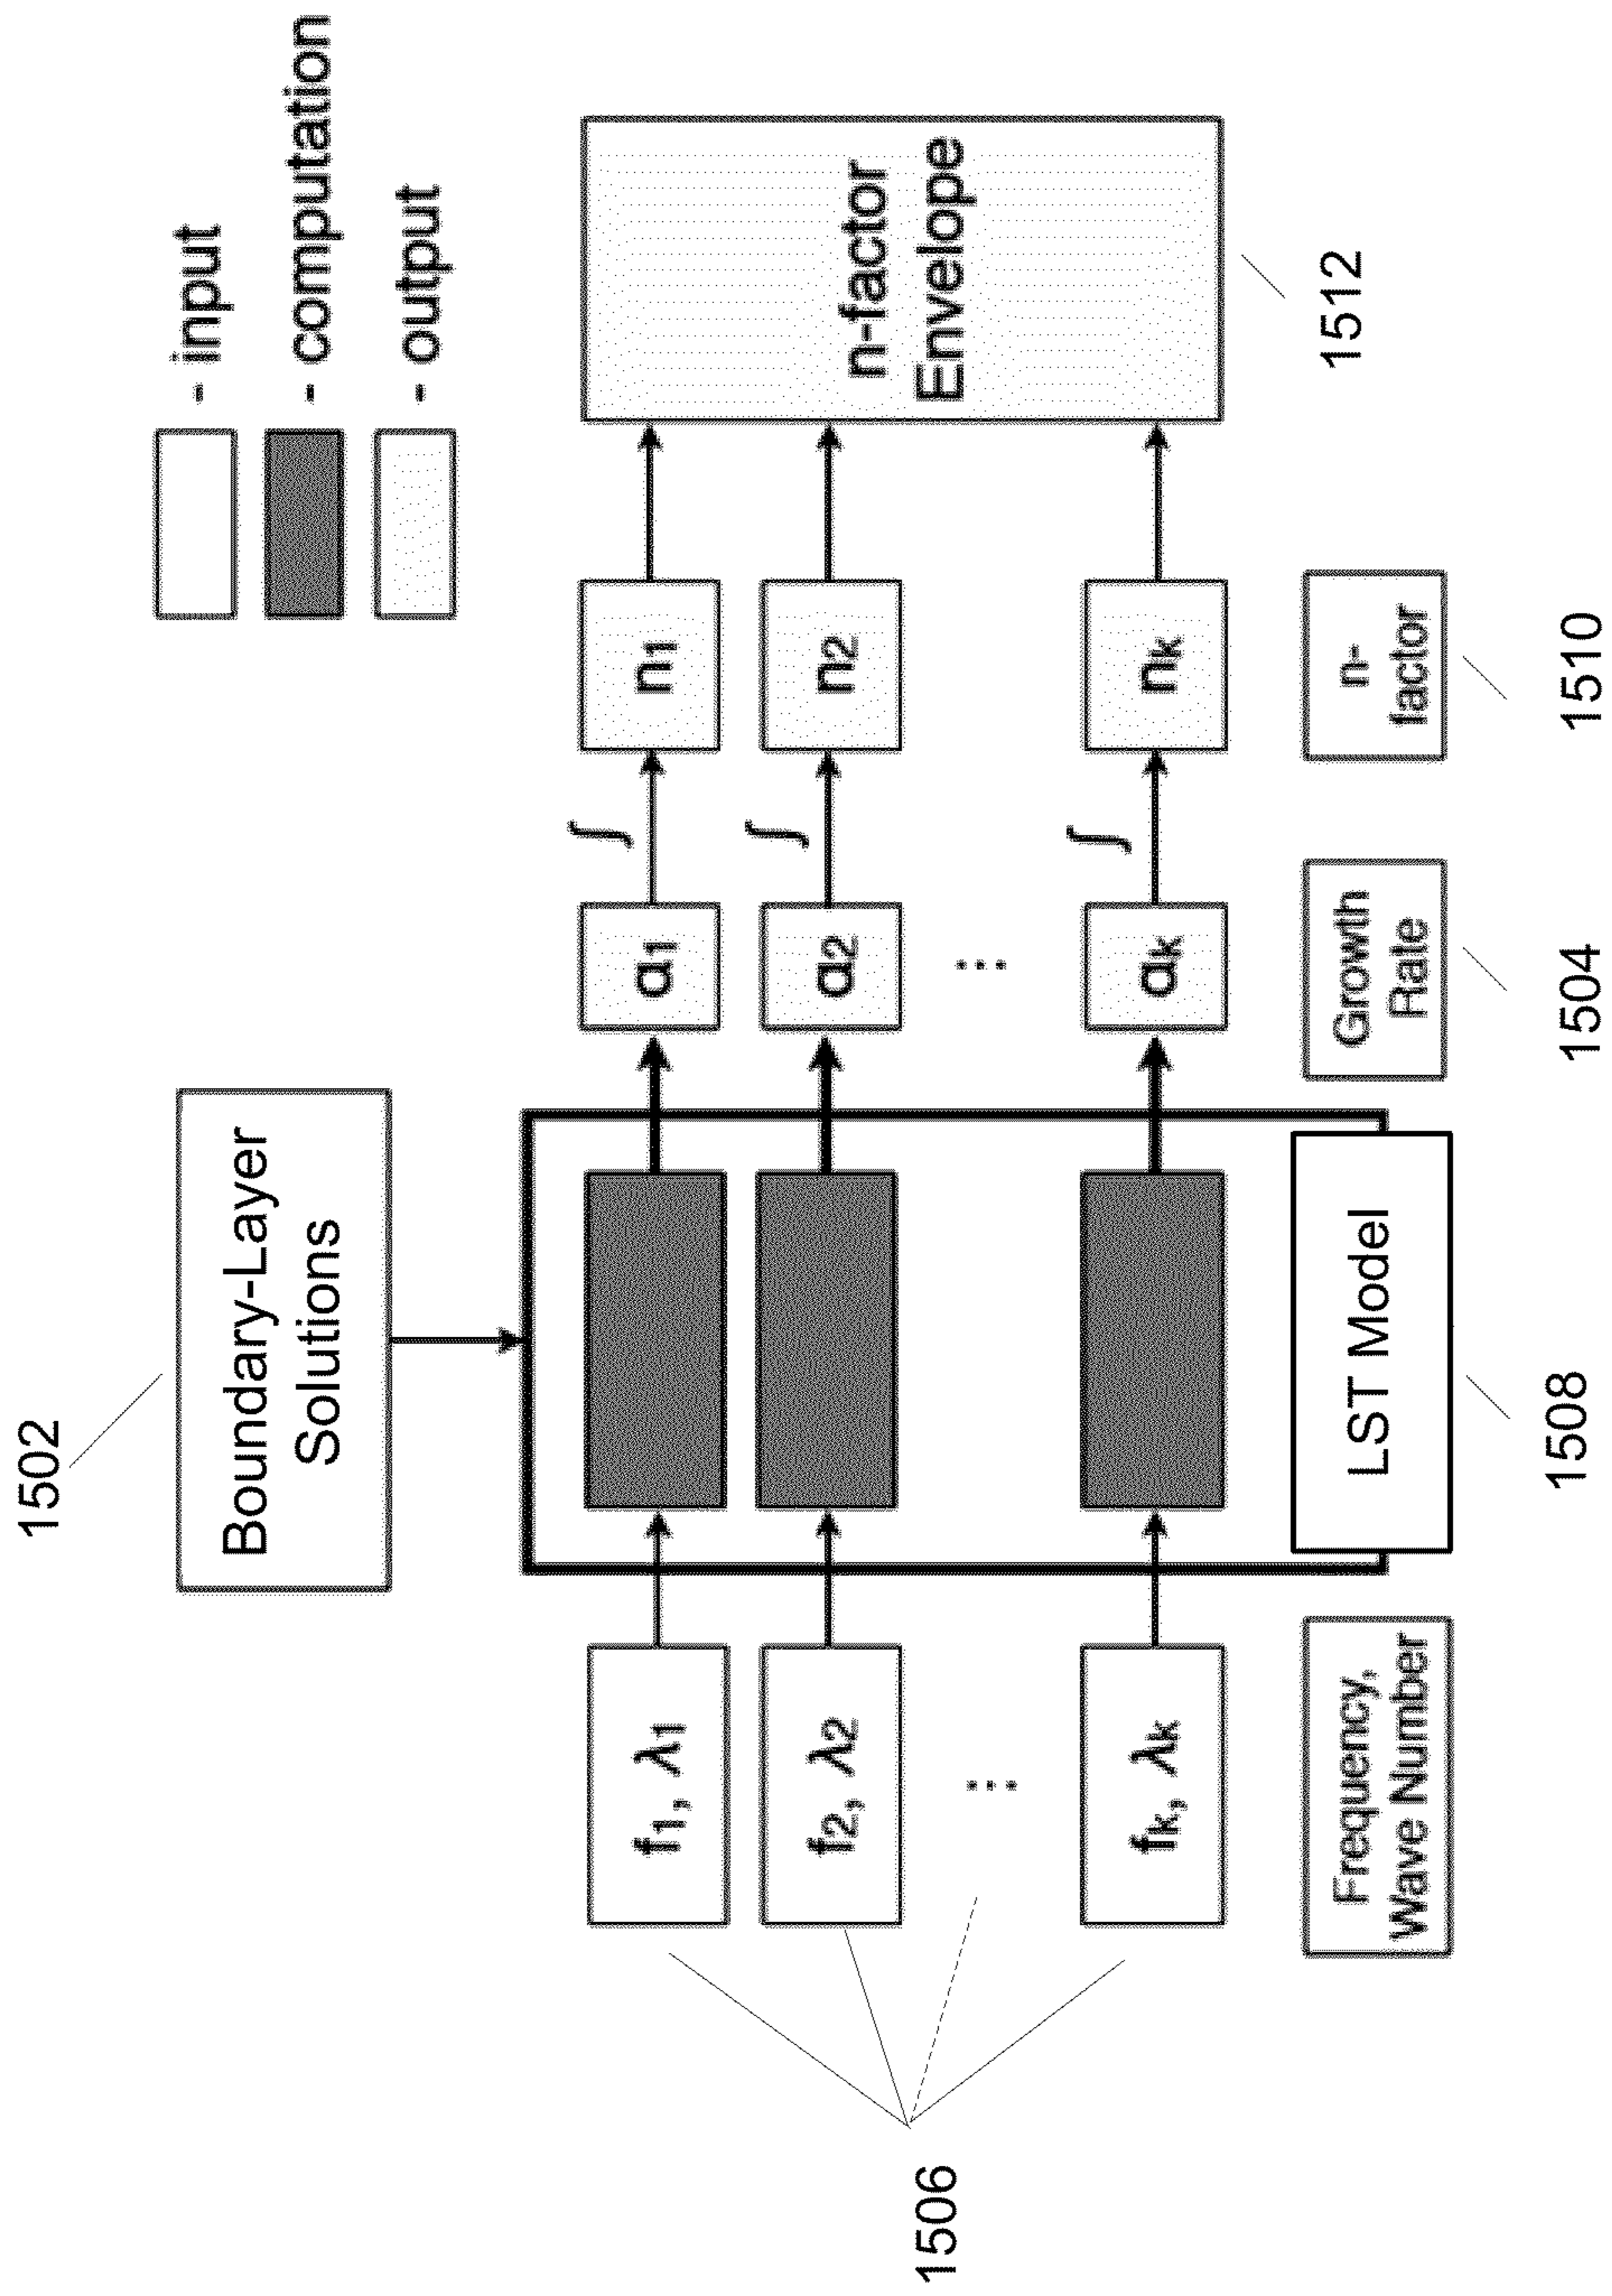 1502
Boundary-Layer
Solutions
- input
- computation
- output
f1, λ1
α1
∫
n1
f2, λ2
α2
∫
n2
⋮
⋮
fk, λk
αk
∫
nk
n-factor
Envelope
1506
Frequency,
Wave Number
LST Model
Growth
Rate
n-
factor
1512
1508
1504
1510